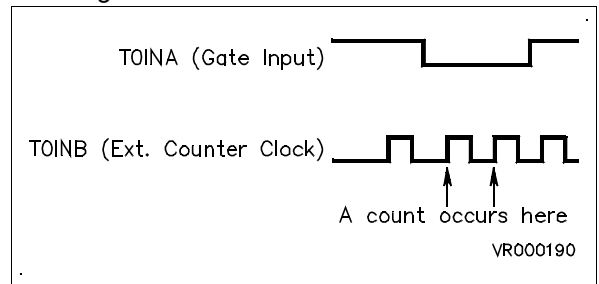 T0INA (Gate Input)
T0INB (Ext. Counter Clock)
A count occurs here
VR000190